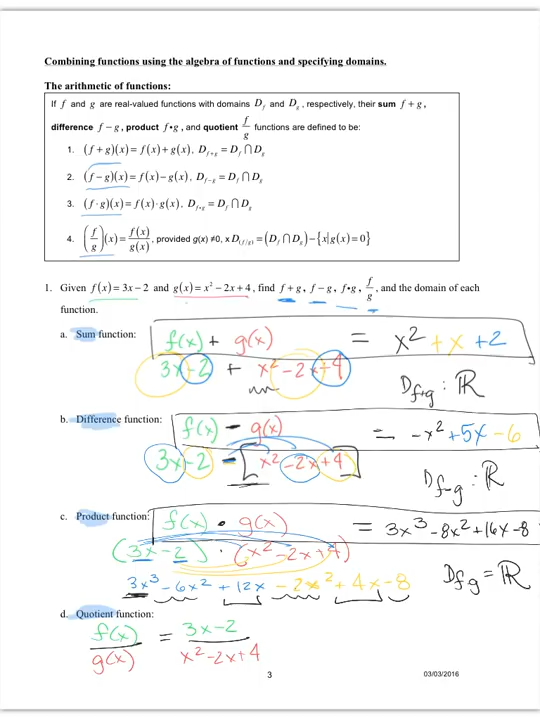 Combining functions using the algebra of functions and specifying domains.
The arithmetic of functions:
If f and g are real-valued functions with domains D_f and D_g, respectively, their sum f + g,
difference f − g, product f•g, and quotient f/g functions are defined to be:
1. (f + g)(x) = f(x) + g(x), D_{f+g} = D_f ∩ D_g
2. (f − g)(x) = f(x) − g(x), D_{f−g} = D_f ∩ D_g
3. (f · g)(x) = f(x) · g(x), D_{f•g} = D_f ∩ D_g
4. (f/g)(x) = f(x)/g(x), provided g(x) ≠0, x D_{(f/g)} = (D_f ∩ D_g) − {x|g(x) = 0}
1. Given f(x) = 3x − 2 and g(x) = x² − 2x + 4, find f + g, f − g, f•g, f/g, and the domain of each
function.
a. Sum function: f(x) + g(x) = x² + x + 2
3x − 2 + x² − 2x + 4
D_{f+g} : ℝ
b. Difference function: f(x) − g(x) = −x² + 5x − 6
3x − 2 − [x² − 2x + 4]
D_{f−g} : ℝ
c. Product function: f(x) • g(x) = 3x³ − 8x² + 16x − 8
(3x − 2) · (x² − 2x + 4)
3x³ − 6x² + 12x − 2x² + 4x − 8
D_{fg} = ℝ
d. Quotient function:
f(x)/g(x) = 3x−2/x²−2x+4
3
03/03/2016